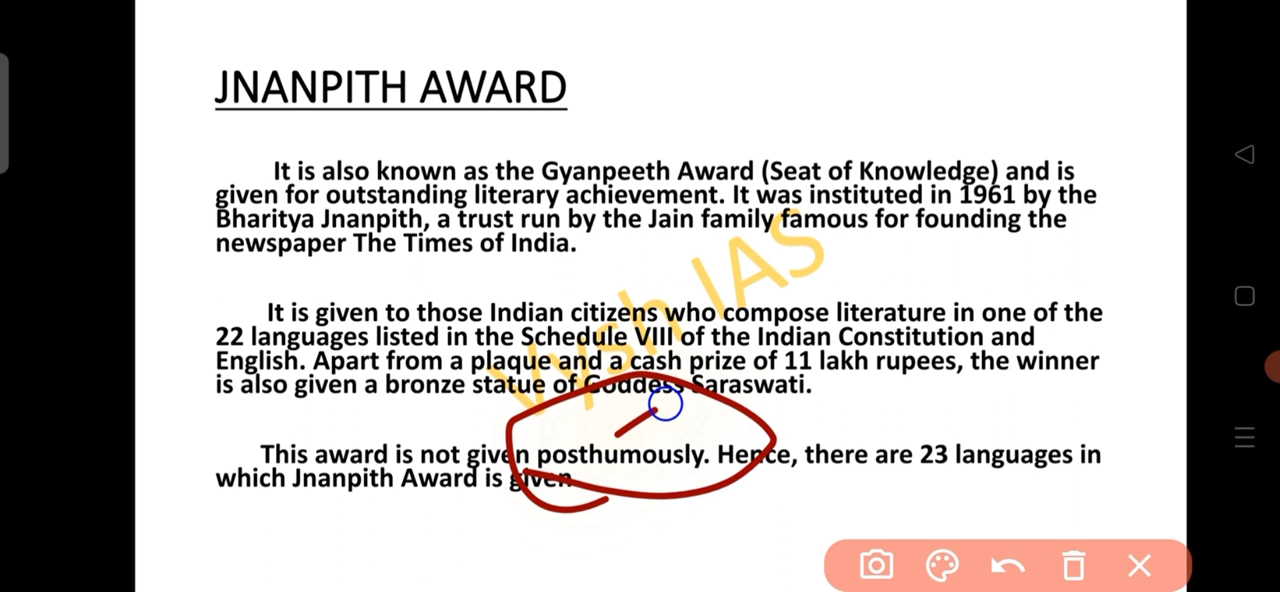 JNANPITH AWARD
It is also known as the Gyanpeeth Award (Seat of Knowledge) and is
given for outstanding literary achievement. It was instituted in 1961 by the
Bharitya Jnanpith, a trust run by the Jain family famous for founding the
newspaper The Times of India.
It is given to those Indian citizens who compose literature in one of the
22 languages listed in the Schedule VIII of the Indian Constitution and
English. Apart from a plaque and a cash prize of 11 lakh rupees, the winner
is also given a bronze statue of Goddess Saraswati.
This award is not given posthumously. Hence, there are 23 languages in
which Jnanpith Award is given
Vysh IAS